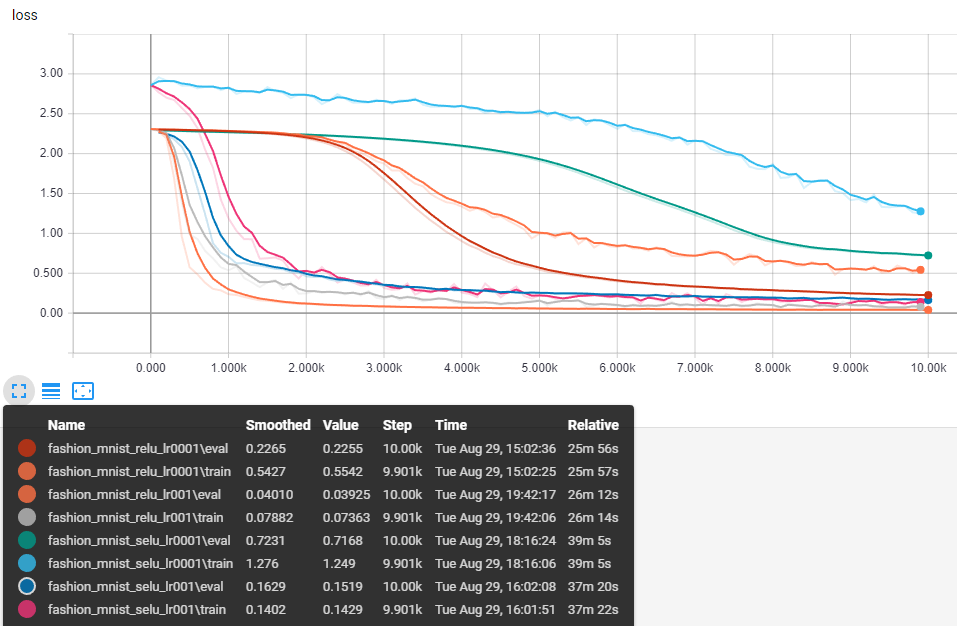 loss
3.00
2.50
2.00
1.50
1.00
0.500
0.00
0.000 1.000k 2.000k 3.000k 4.000k 5.000k 6.000k 7.000k 8.000k 9.000k 10.00k
Name Smoothed Value Step Time Relative
fashion_mnist_relu_lr0001\eval 0.2265 0.2255 10.00k Tue Aug 29, 15:02:36 25m 56s
fashion_mnist_relu_lr0001\train 0.5427 0.5542 9.901k Tue Aug 29, 15:02:25 25m 57s
fashion_mnist_relu_lr001\eval 0.04010 0.03925 10.00k Tue Aug 29, 19:42:17 26m 12s
fashion_mnist_relu_lr001\train 0.07882 0.07363 9.901k Tue Aug 29, 19:42:06 26m 14s
fashion_mnist_selu_lr0001\eval 0.7231 0.7168 10.00k Tue Aug 29, 18:16:24 39m 5s
fashion_mnist_selu_lr0001\train 1.276 1.249 9.901k Tue Aug 29, 18:16:06 39m 5s
fashion_mnist_selu_lr001\eval 0.1629 0.1519 10.00k Tue Aug 29, 16:02:08 37m 20s
fashion_mnist_selu_lr001\train 0.1402 0.1429 9.901k Tue Aug 29, 16:01:51 37m 22s